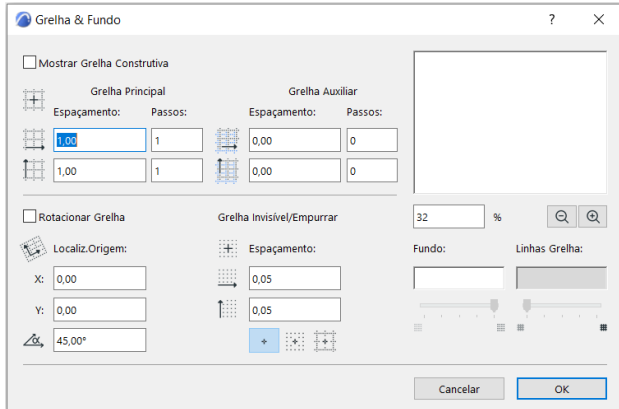 Grelha & Fundo
Mostrar Grelha Construtiva
Grelha Principal
Grelha Auxiliar
Espaçamento: Passos: Espaçamento: Passos:
1,00 1 0,00 0
1,00 1 0,00 0
Rotacionar Grelha
Grelha Invisível/Empurrar
32 %
Localiz.Origem:
Espaçamento:
Fundo:
Linhas Grelha:
X: 0,00
0,05
Y: 0,00
0,05
α 45,00°
Cancelar
OK